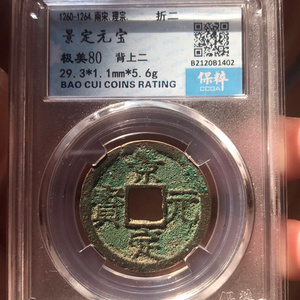 1260-1264 南宋 理宗 折二
景定元宝
极美80 背上二
29.3*1.1mm*5.6g
BAO CUI COINS RATING
B2120B1402
保粹
CCGA
景定元寶